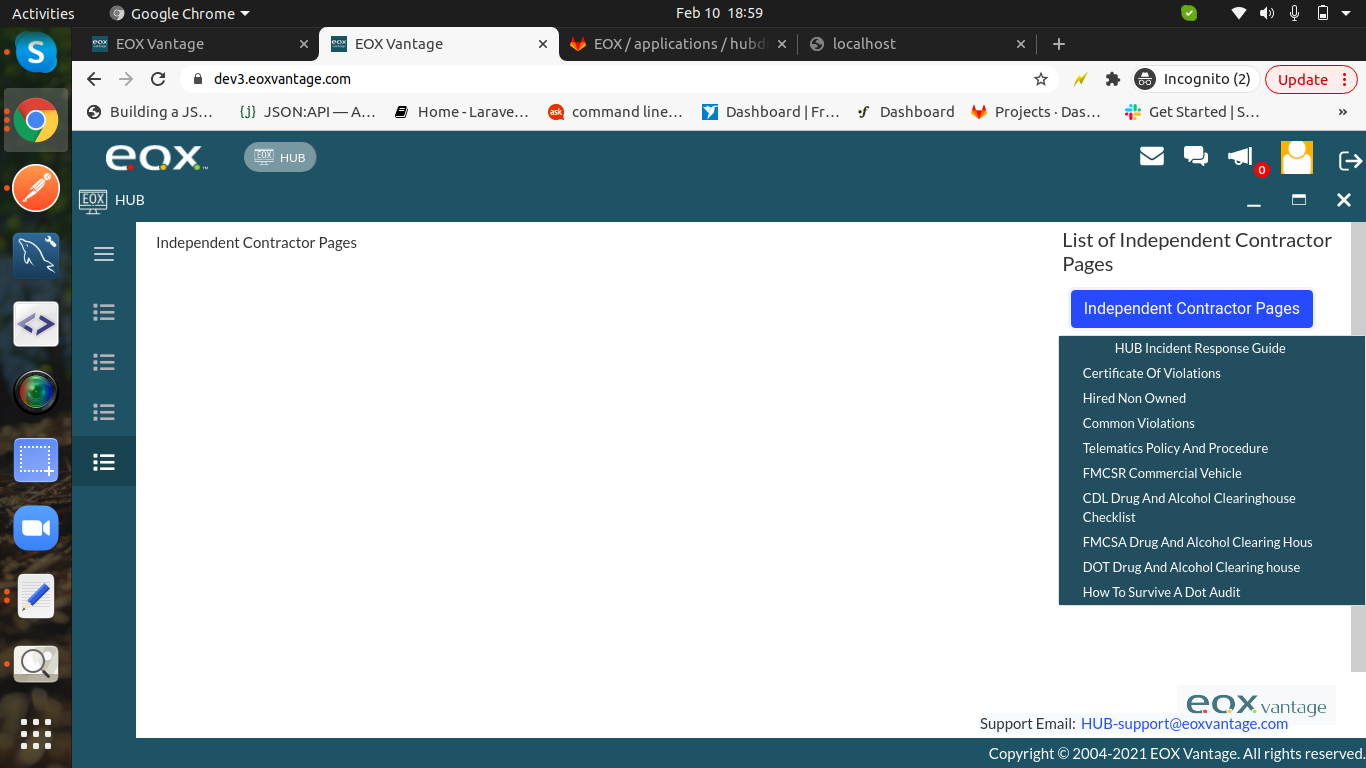 Activities
Google Chrome
Feb 10 18:59
EOX Vantage
EOX Vantage
EOX / applications / hubd
localhost
dev3.eoxvantage.com
Incognito (2)
Update
Building a JS...
{;} JSON:API — A...
Home - Larave...
ask
command line...
Dashboard | Fr...
Dashboard
Projects · Das...
Get Started | S...
»
eox™
EOX HUB
0
EOX HUB
Independent Contractor Pages
List of Independent Contractor
Pages
Independent Contractor Pages
HUB Incident Response Guide
Certificate Of Violations
Hired Non Owned
Common Violations
Telematics Policy And Procedure
FMCSR Commercial Vehicle
CDL Drug And Alcohol Clearinghouse
Checklist
FMCSA Drug And Alcohol Clearing Hous
DOT Drug And Alcohol Clearing house
How To Survive A Dot Audit
eox vantage
Support Email: HUB-support@eoxvantage.com
Copyright © 2004-2021 EOX Vantage. All rights reserved.